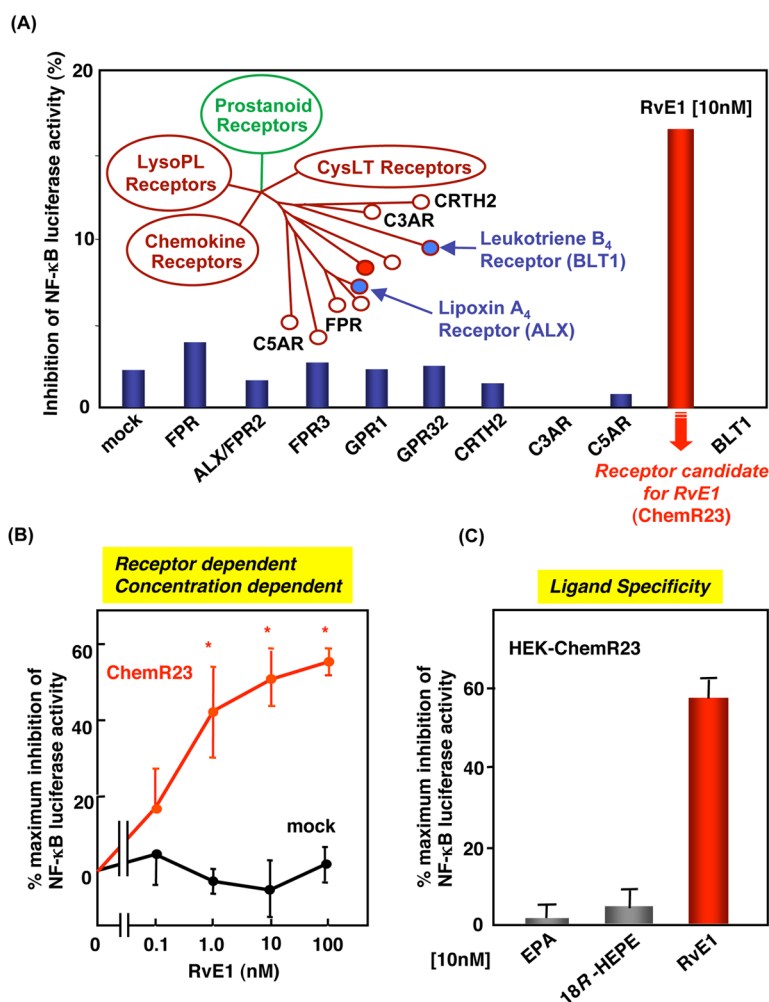 (A)
Inhibition of NF-κB luciferase activity (%)
20
10
0
Prostanoid
Receptors
LysoPL
Receptors
CysLT Receptors
Chemokine
Receptors
CRTH2
C3AR
Leukotriene B4
Receptor (BLT1)
Lipoxin A4
Receptor (ALX)
FPR
C5AR
RvE1 [10nM]
mock
FPR
ALX/FPR2
FPR3
GPR1
GPR32
CRTH2
C3AR
C5AR
BLT1
Receptor candidate
for RvE1
(ChemR23)
(B)
Receptor dependent
Concentration dependent
% maximum inhibition of
NF-κB luciferase activity
60
40
20
0
ChemR23
*
*
*
mock
0
0.1
1.0
10
100
RvE1 (nM)
(C)
Ligand Specificity
HEK-ChemR23
% maximum inhibition of
NF-κB luciferase activity
60
40
20
0
[10nM]
EPA
18R-HEPE
RvE1